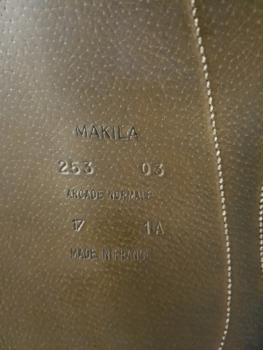 MAKILA
253 03
ARCADE NORMALE
17 1A
MADE IN FRANCE